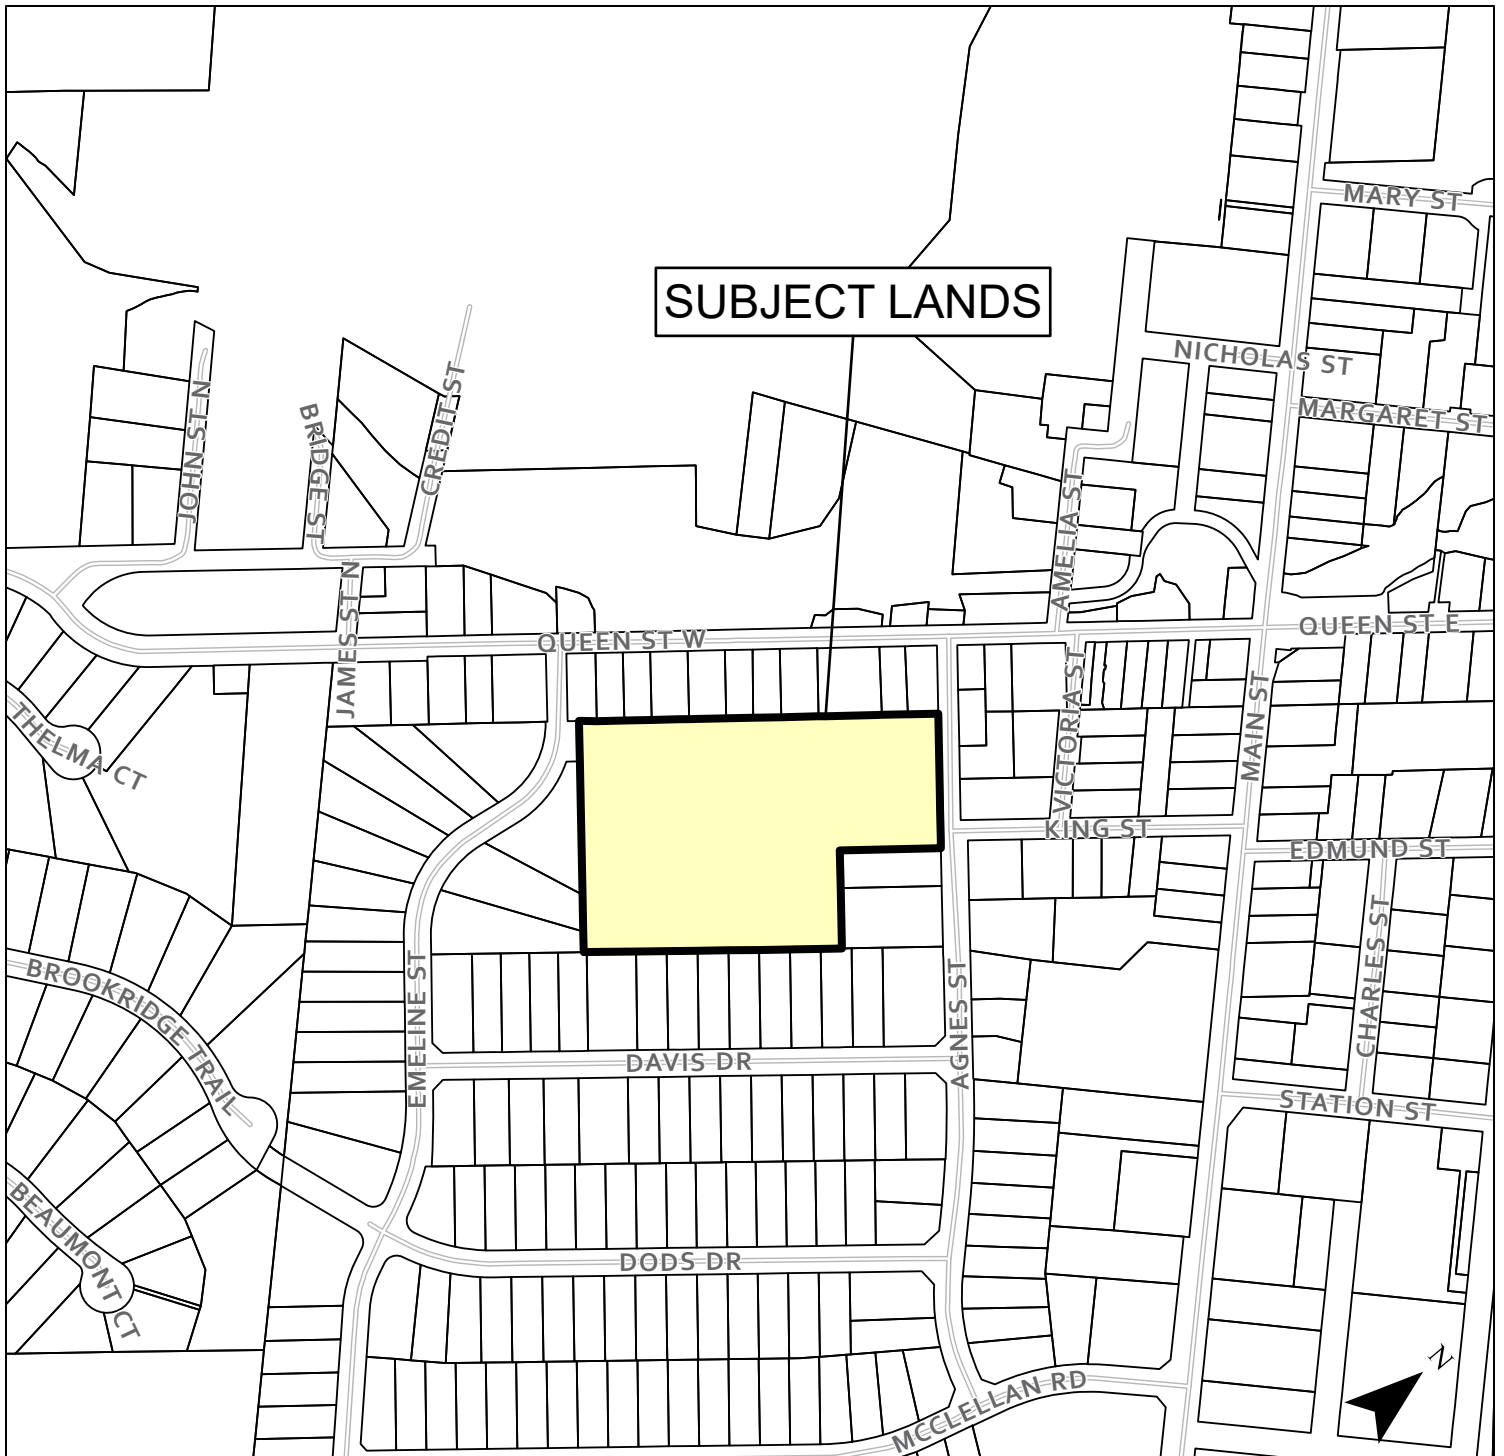 MARY ST
SUBJECT LANDS
NICHOLAS ST
MARGARET ST
JOHN ST N
BRIDGE ST
CREDIT ST
AMELIA ST
JAMES ST N
QUEEN ST W
QUEEN ST E
THELMA CT
VICTORIA ST
MAIN ST
KING ST
EDMUND ST
BROOKRIDGE TRAIL
EMELINE ST
AGNES ST
CHARLES ST
DAVIS DR
STATION ST
BEAUMONT CT
DODS DR
MCCLELLAN RD
N